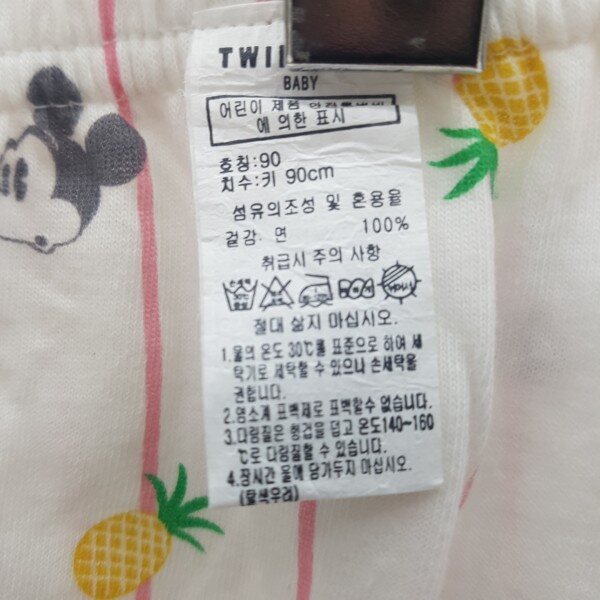 TWI
BABY
어린이 제품
에 의한 표시
호칭:90
치수:키 90cm
섬유의조성 및 혼용율
겉감. 면 100%
취급시 주의 사항
절대 삶지 마십시오.
1.물의 온도 30℃를 표준으로 하여 세
탁기로 세탁할수 있으나 손세탁을
권합니다.
2.염소계 표백제로 표백할수 없습니다.
3.다림질은 헝겊을 덮고 온도140~160
℃로 다림질할수 있다.
4.장시간 물에 담가두지 마십시오.
(탈색우려)